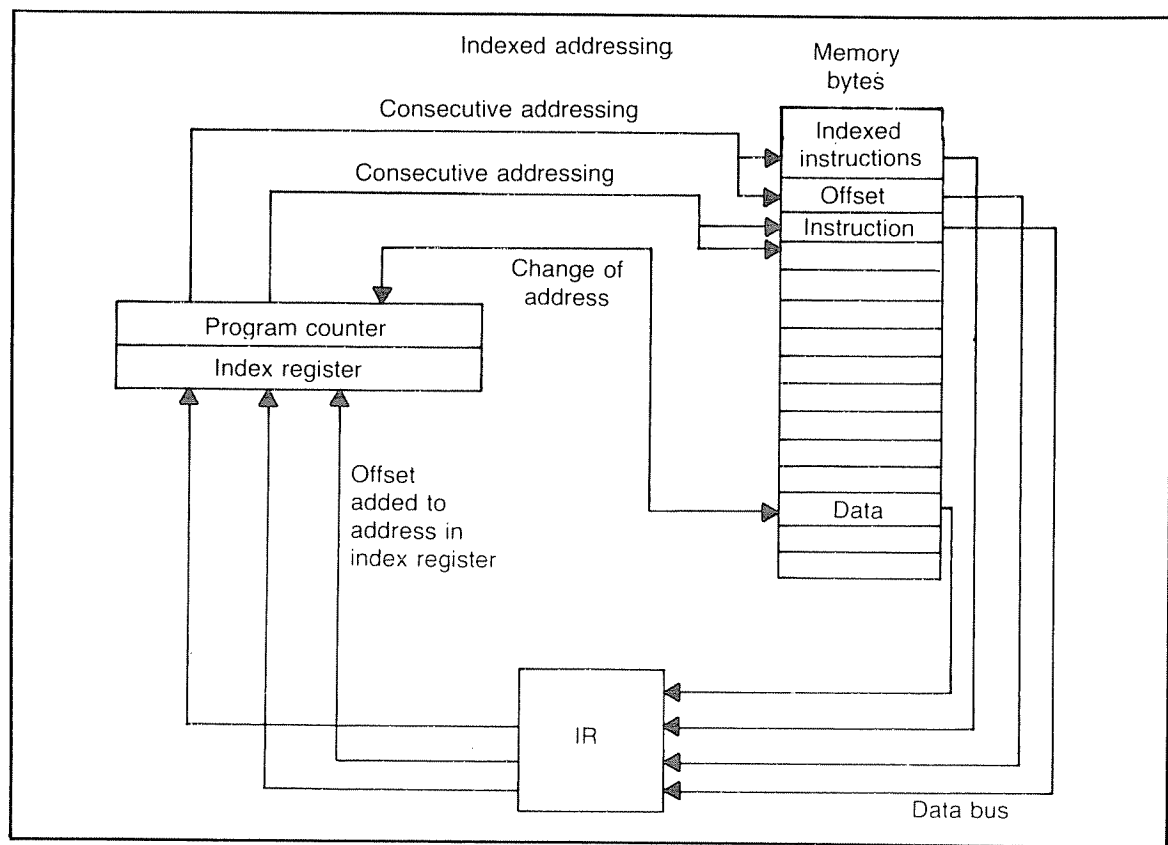 Indexed addressing
Memory
bytes
Consecutive addressing
Indexed
instructions
Consecutive addressing
Offset
Instruction
Change of
address
Program counter
Index register
Offset
added to
address in
index register
Data
IR
Data bus